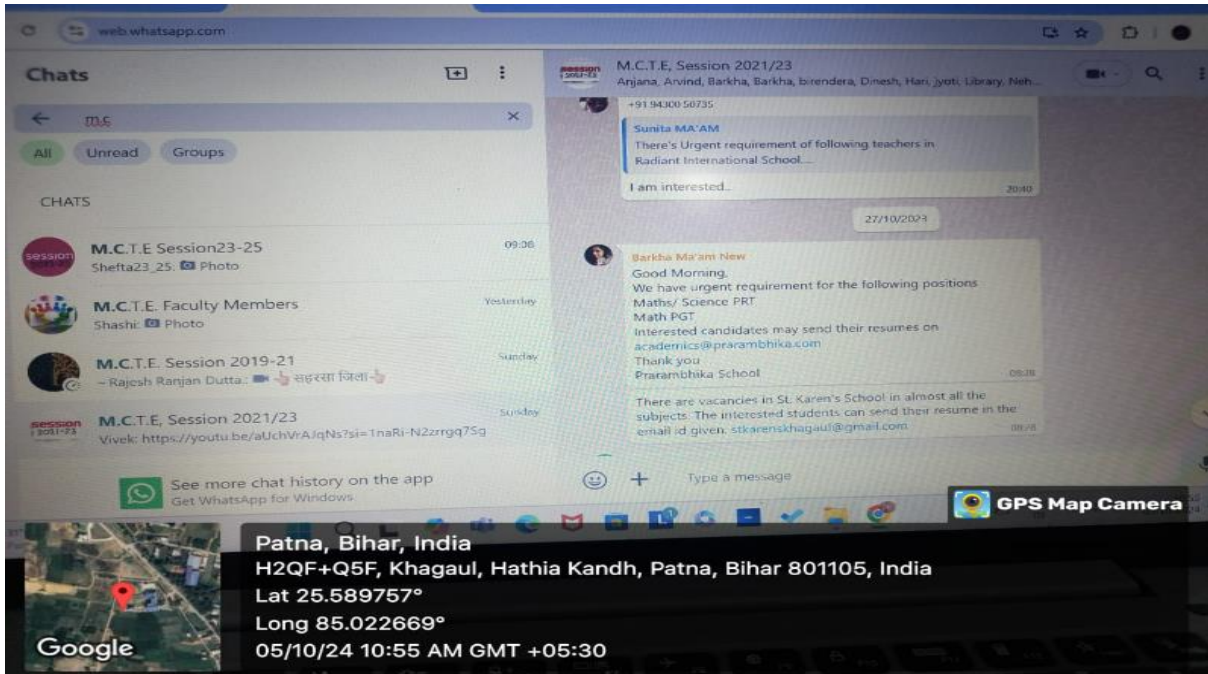 web.whatsapp.com
Chats
m.c
All
Unread
Groups
CHATS
M.C.T.E Session23-25
09:36
Shefta23_25: Photo
M.C.T.E. Faculty Members
Yesterday
Shashi: Photo
M.C.T.E. Session 2019-21
Sunday
~ Rajesh Ranjan Dutta.: सहरसा जिला
M.C.T.E, Session 2021/23
Sunday
Vivek: https://youtu.be/aUchVrAJqNs?si=1naRi-N2zrrgq7Sg
See more chat history on the app
Get WhatsApp for Windows
session
2021-23
M.C.T.E, Session 2021/23
Anjana, Arvind, Barkha, Barkha, birendera, Dinesh, Hari, jyoti, Library, Neh...
+91 94300 50735
Sunita MA'AM
There's Urgent requirement of following teachers in
Radiant International School....
I am interested..
20:40
27/10/2023
Barkha Ma'am New
Good Morning,
We have urgent requirement for the following positions
Maths/ Science PRT
Math PGT
Interested candidates may send their resumes on
academics@prarambhika.com
Thank you
Prarambhika School
There are vacancies in St. Karen's School in almost all the
subjects. The interested students can send their resume in the
email id given: stkarenskhagaul@gmail.com
Type a message
GPS Map Camera
Patna, Bihar, India
H2QF+Q5F, Khagaul, Hathia Kandh, Patna, Bihar 801105, India
Lat 25.589757°
Long 85.022669°
05/10/24 10:55 AM GMT +05:30
Google